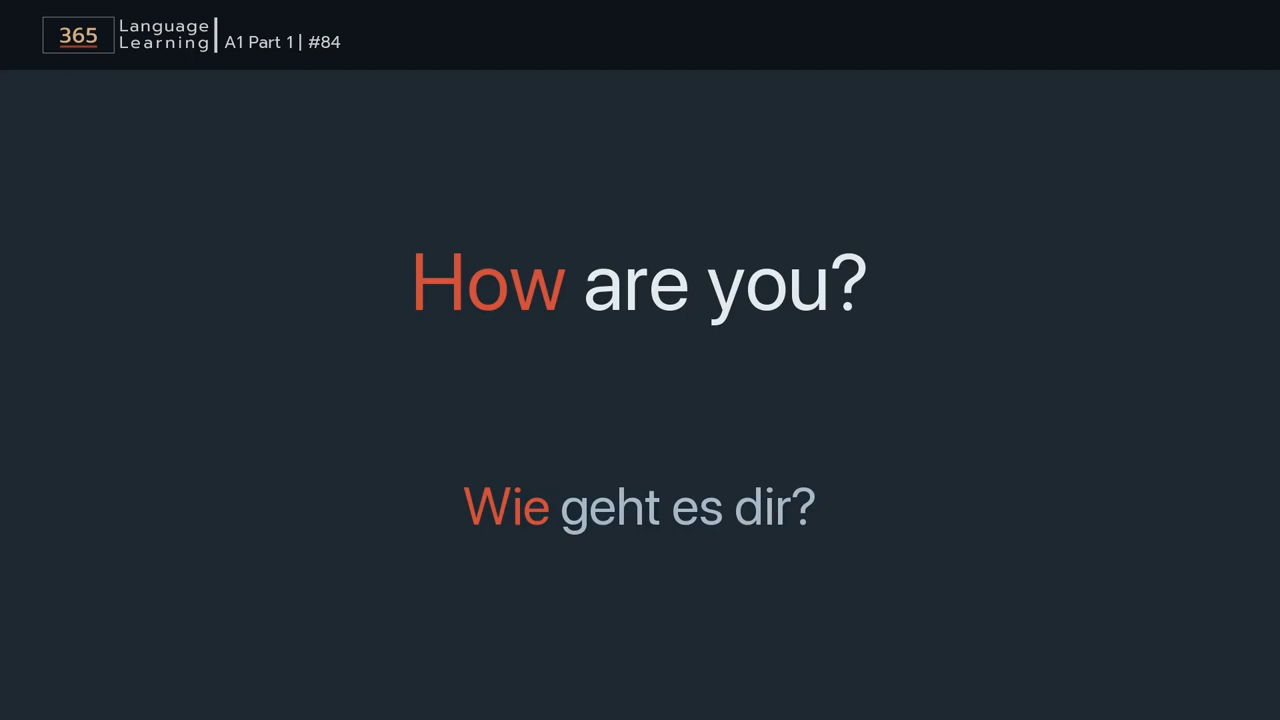 365 Language Learning | A1 Part 1 | #84
How are you?
Wie geht es dir?